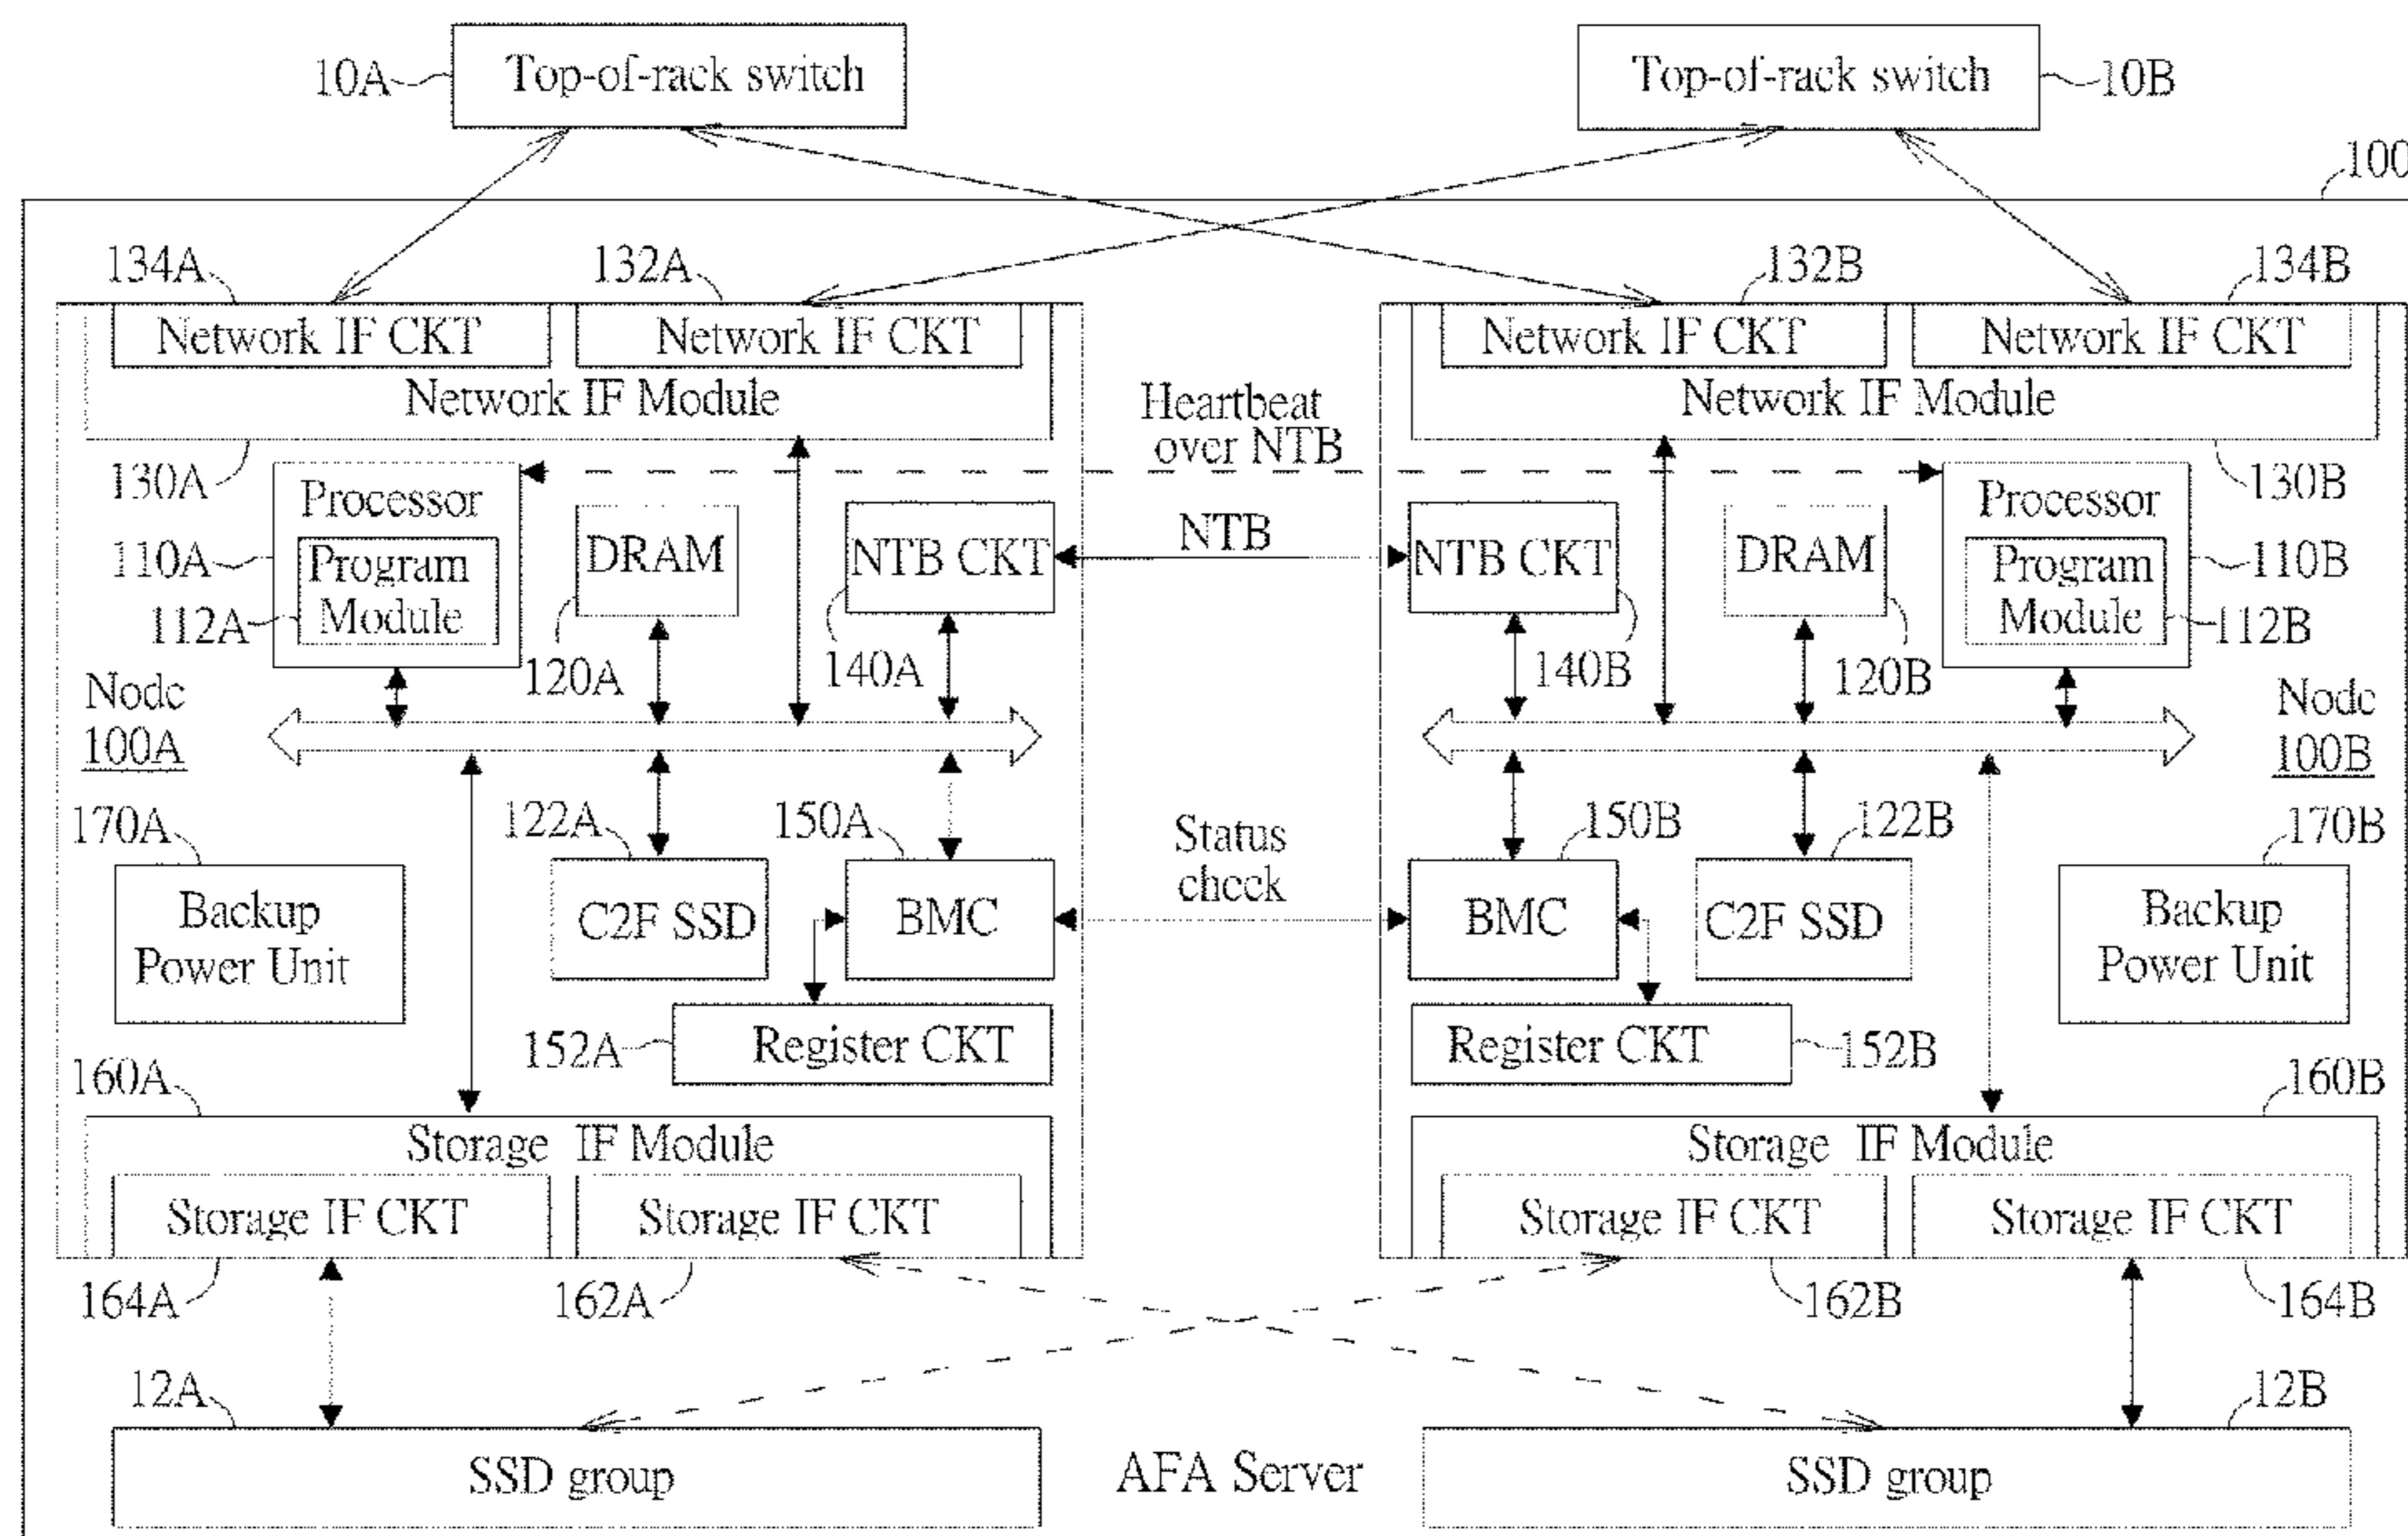 10A Top-of-rack switch Top-of-rack switch 10B
100
134A 132A 132B 134B
Network IF CKT Network IF CKT Network IF CKT Network IF CKT
Network IF Module Network IF Module
Heartbeat
over NTB
130A 130B
Processor Processor
DRAM NTB CKT NTB NTB CKT DRAM
110A Program Program 110B
112A Module Module 112B
120A 140A 140B 120B
Node Node
100A 100B
170A 122A 150A 150B 122B 170B
Status
check
Backup Backup
Power Unit Power Unit
C2F SSD BMC BMC C2F SSD
152A Register CKT Register CKT 152B
160A 160B
Storage IF Module Storage IF Module
Storage IF CKT Storage IF CKT Storage IF CKT Storage IF CKT
164A 162A 162B 164B
12A 12B
SSD group AFA Server SSD group